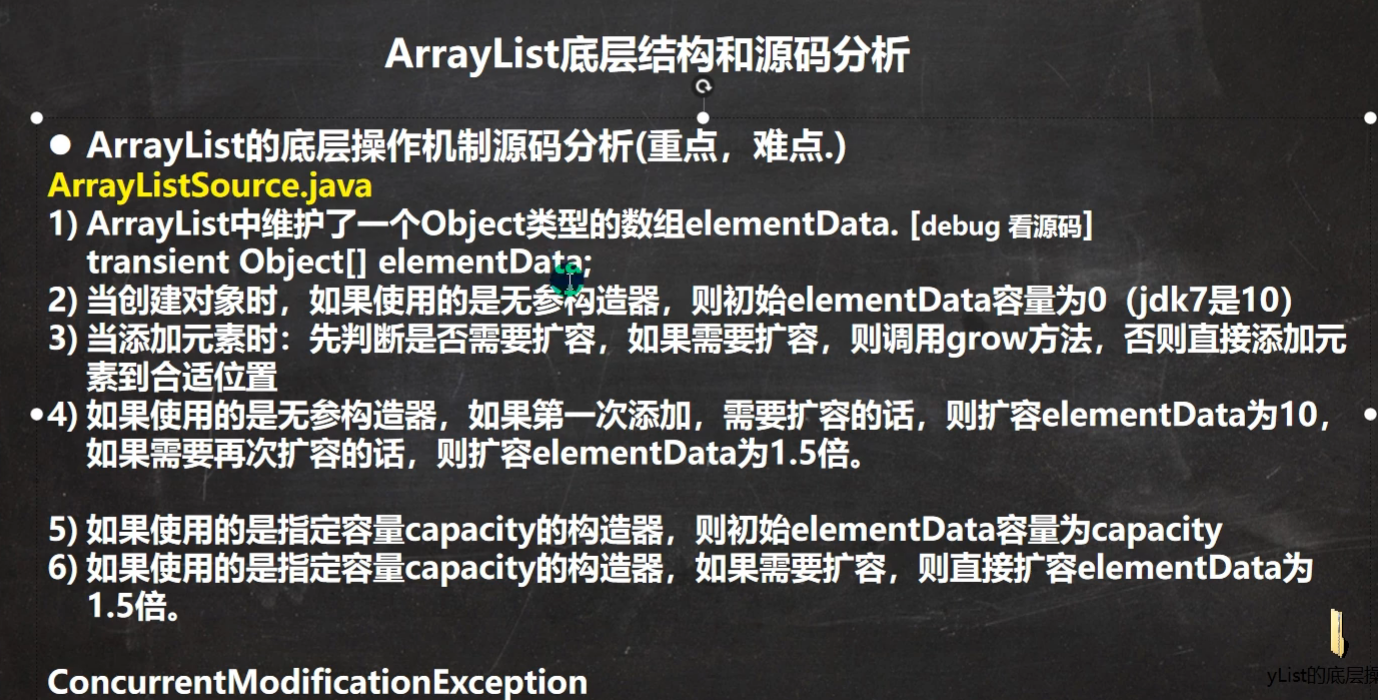 ArrayList底层结构和源码分析
● ArrayList的底层操作机制源码分析(重点，难点.)
ArrayListSource.java
1) ArrayList中维护了一个Object类型的数组elementData. [debug 看源码]
transient Object[] elementData;
2) 当创建对象时，如果使用的是无参构造器，则初始elementData容量为0（jdk7是10）
3) 当添加元素时：先判断是否需要扩容，如果需要扩容，则调用grow方法，否则直接添加元
素到合适位置
4) 如果使用的是无参构造器，如果第一次添加，需要扩容的话，则扩容elementData为10，
如果需要再次扩容的话，则扩容elementData为1.5倍。
5) 如果使用的是指定容量capacity的构造器，则初始elementData容量为capacity
6) 如果使用的是指定容量capacity的构造器，如果需要扩容，则直接扩容elementData为
1.5倍。
yList的底层操
ConcurrentModificationException